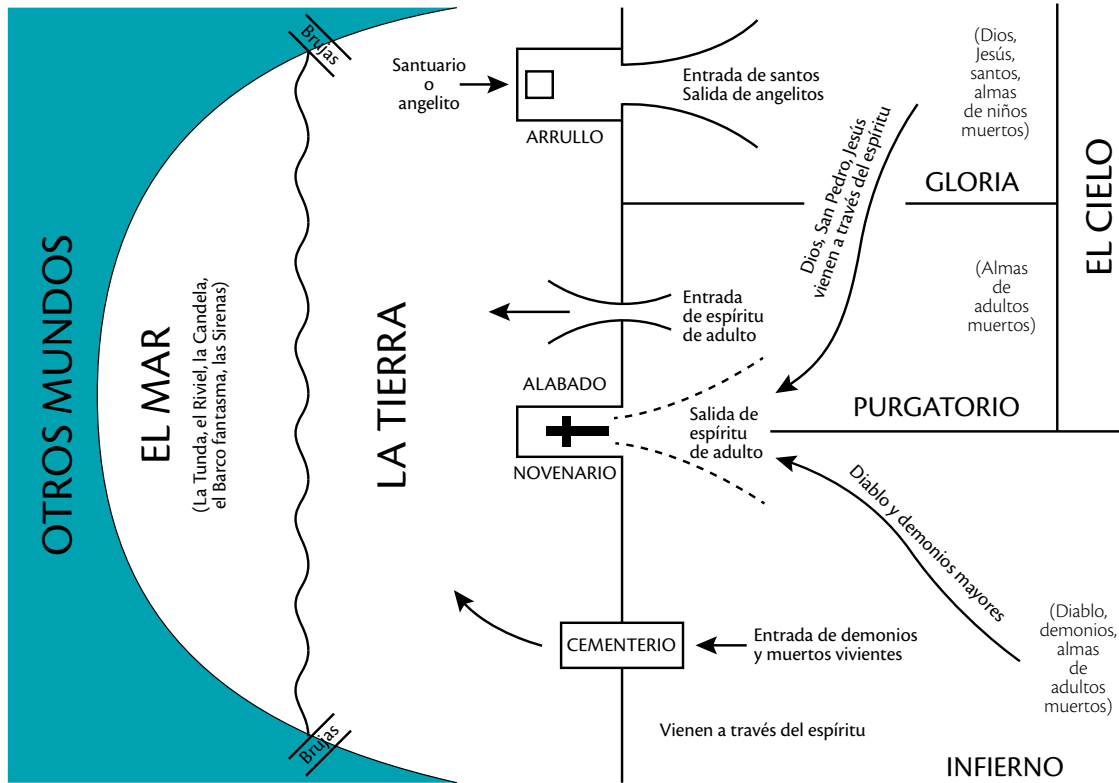 OTROS MUNDOS
Brujas
EL MAR
(La Tunda, el Riviel, la Candela,
el Barco fantasma, las Sirenas)
Brujas
LA TIERRA
Santuario
o
angelito
ARRULLO
Entrada de santos
Salida de angelitos
(Dios,
Jesús,
santos,
almas
de niños
muertos)
GLORIA
EL CIELO
Dios, San Pedro, Jesús
vienen a través del espíritu
Entrada
de espíritu
de adulto
(Almas
de
adultos
muertos)
ALABADO
NOVENARIO
Salida de
espíritu
de adulto
PURGATORIO
Diablo y demonios mayores
CEMENTERIO
Entrada de demonios
y muertos vivientes
(Diablo,
demonios,
almas
de
adultos
muertos)
Vienen a través del espíritu
INFIERNO